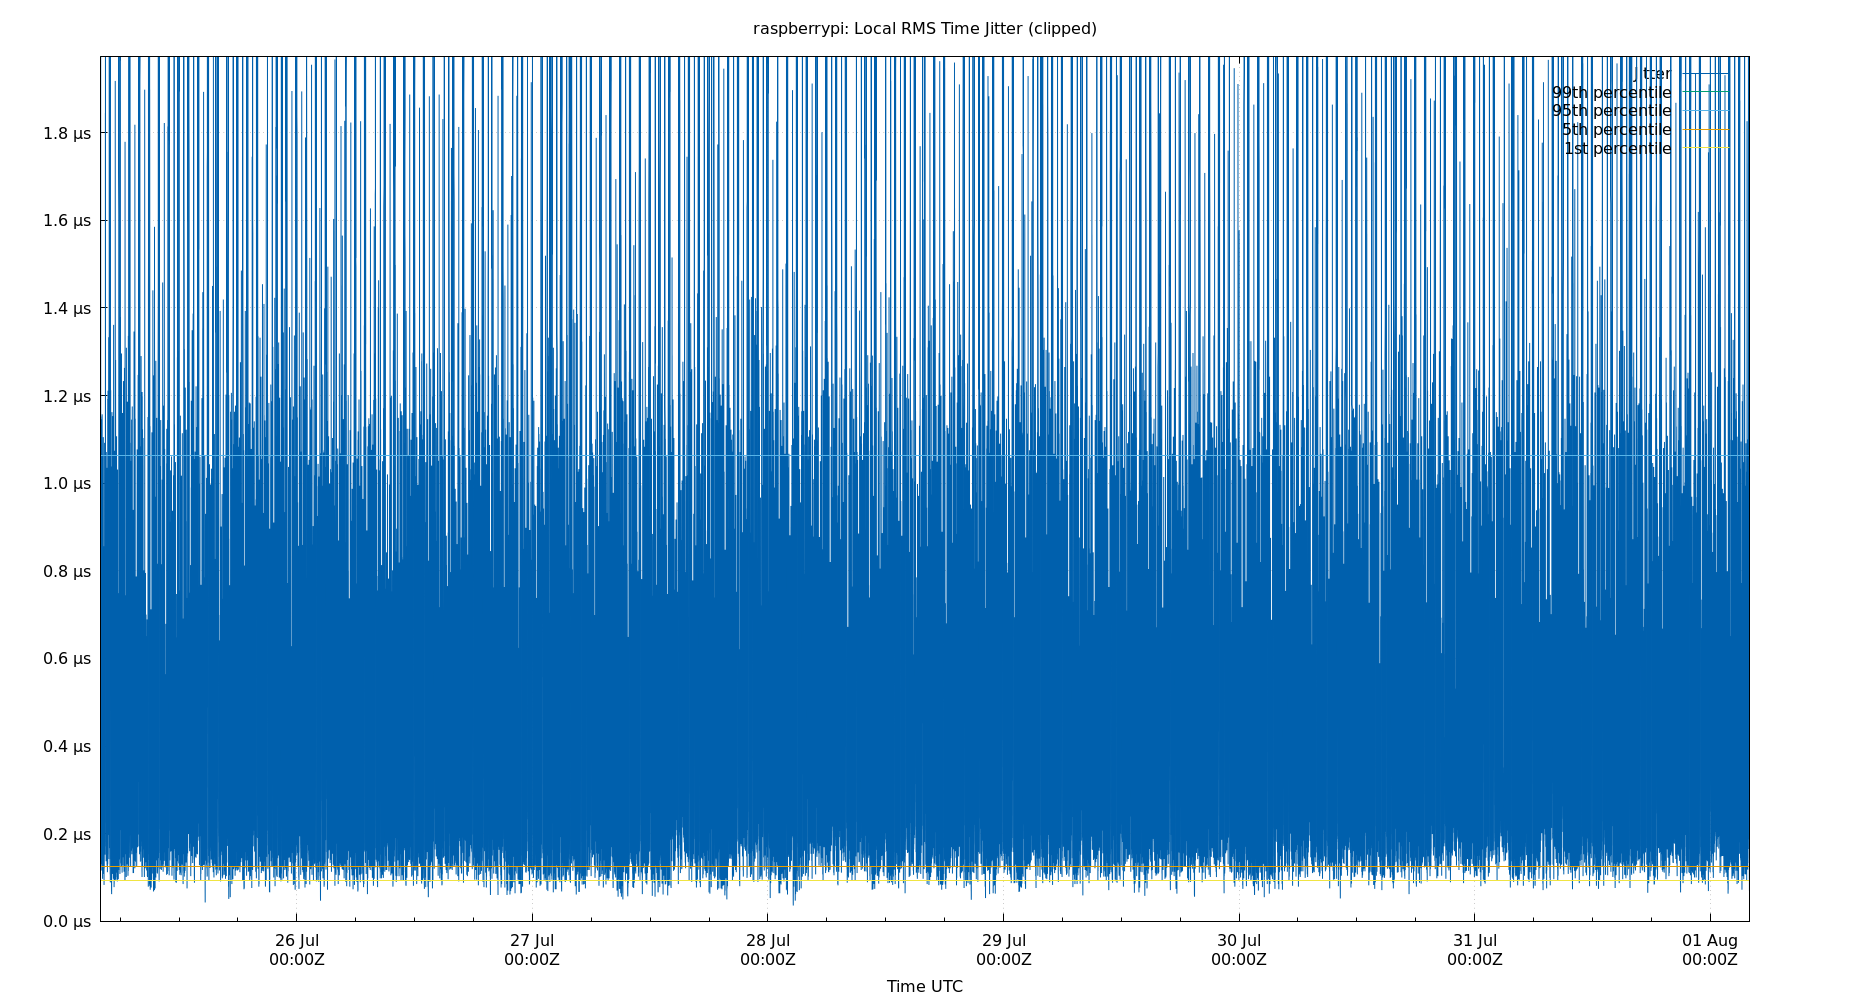 raspberrypi: Local RMS Time Jitter (clipped)
Jitter
99th percentile
95th percentile
5th percentile
1st percentile
1.8 µs
1.6 µs
1.4 µs
1.2 µs
1.0 µs
0.8 µs
0.6 µs
0.4 µs
0.2 µs
0.0 µs
26 Jul 27 Jul 28 Jul 29 Jul 30 Jul 31 Jul 01 Aug
00:00Z 00:00Z 00:00Z 00:00Z 00:00Z 00:00Z 00:00Z
Time UTC